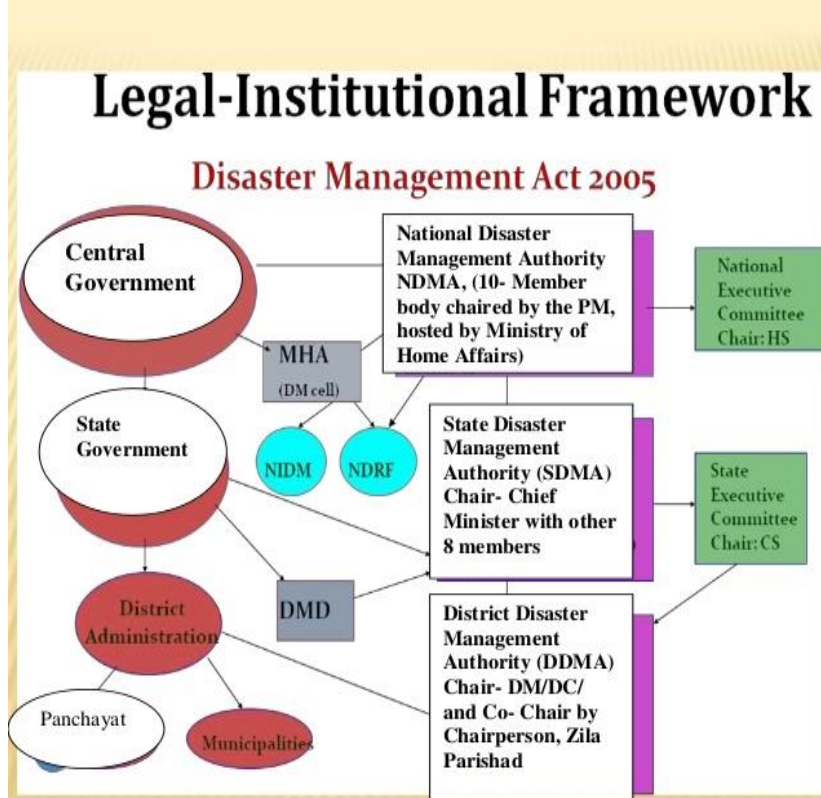 Legal-Institutional Framework
Disaster Management Act 2005
Central
Government
National Disaster
Management Authority
NDMA, (10- Member
body chaired by the PM,
hosted by Ministry of
Home Affairs)
National
Executive
Committee
Chair: HS
MHA
(DM cell)
State
Government
NIDM
NDRF
State Disaster
Management
Authority (SDMA)
Chair- Chief
Minister with other
8 members
State
Executive
Committee
Chair: CS
District
Administration
DMD
District Disaster
Management
Authority (DDMA)
Chair- DM/DC/
and Co- Chair by
Chairperson, Zila
Parishad
Panchayat
Municipalities